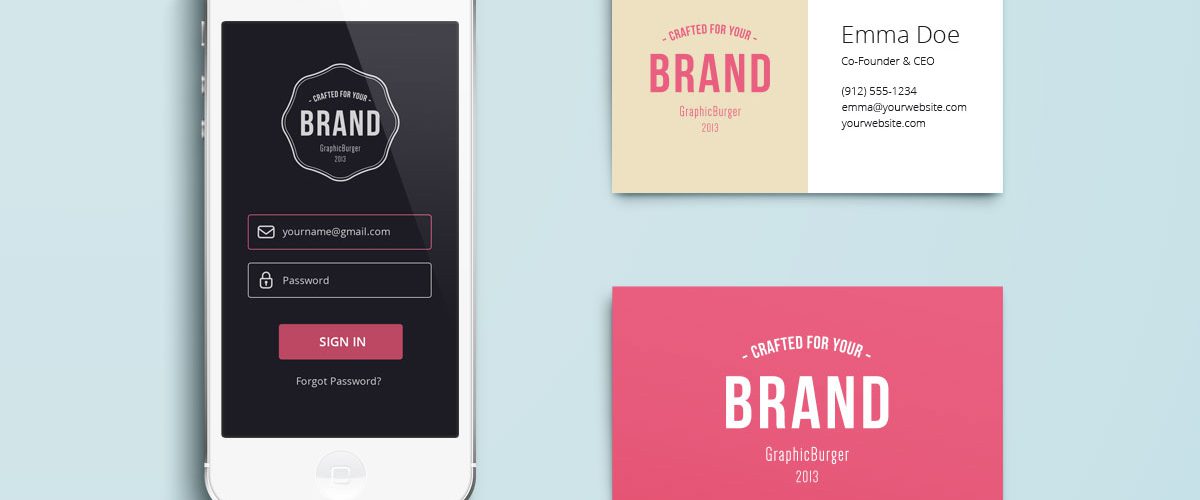 - CRAFTED FOR YOUR -
BRAND
GraphicBurger
2013
yourname@gmail.com
Password
SIGN IN
Forgot Password?
- CRAFTED FOR YOUR -
BRAND
GraphicBurger
2013
Emma Doe
Co-Founder & CEO
(912) 555-1234
emma@yourwebsite.com
yourwebsite.com
- CRAFTED FOR YOUR -
BRAND
GraphicBurger
2013